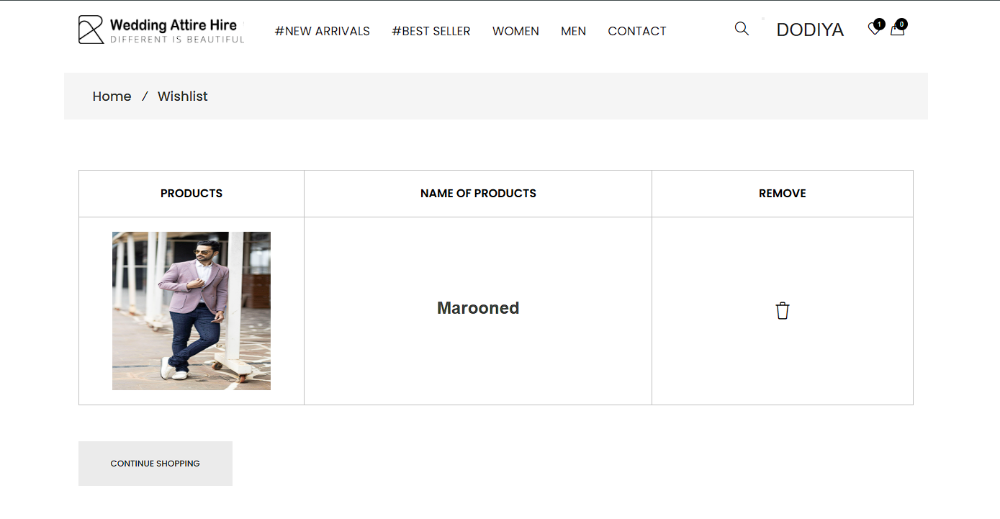 Wedding Attire Hire
DIFFERENT IS BEAUTIFUL
#NEW ARRIVALS
#BEST SELLER
WOMEN
MEN
CONTACT
DODIYA
1
0
Home / Wishlist
PRODUCTS
NAME OF PRODUCTS
REMOVE
Marooned
CONTINUE SHOPPING